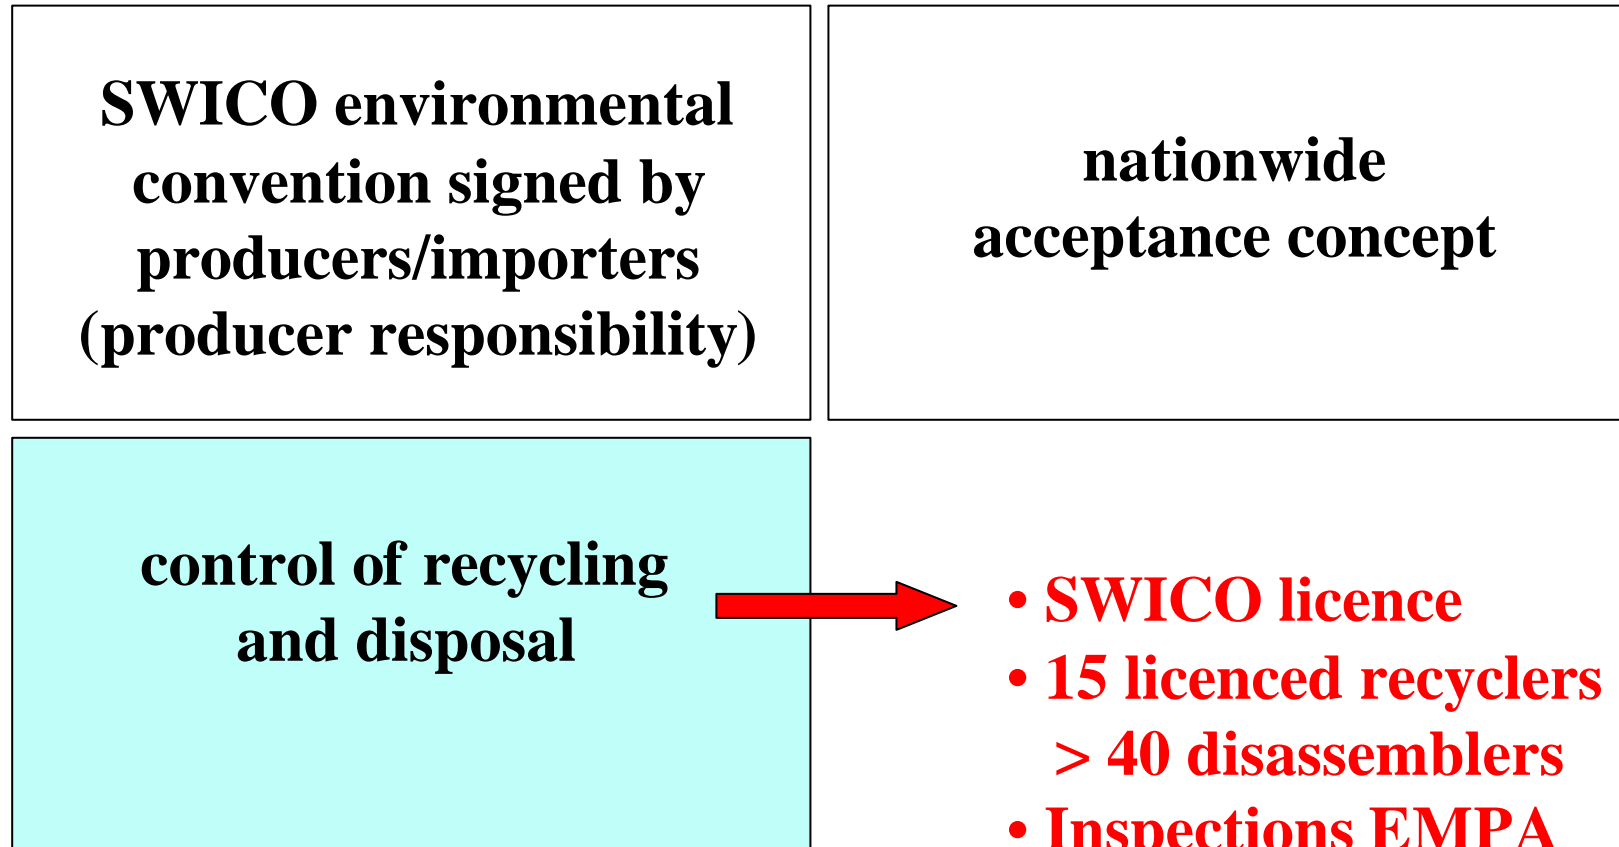 SWICO environmental
convention signed by
producers/importers
(producer responsibility)
nationwide
acceptance concept
control of recycling
and disposal
• SWICO licence
• 15 licenced recyclers
> 40 disassemblers
• Inspections EMPA